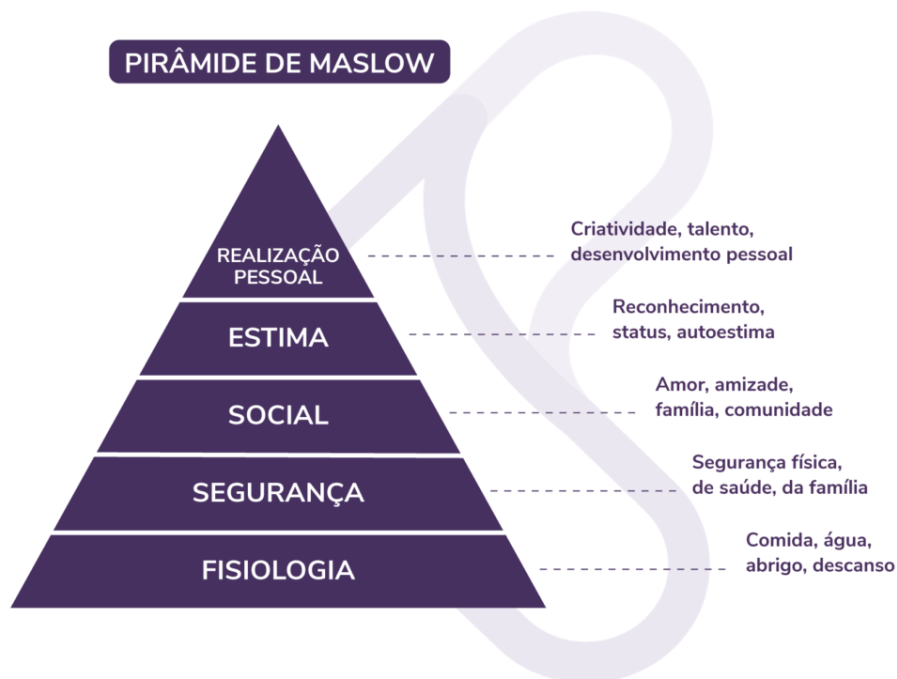 PIRÂMIDE DE MASLOW
REALIZAÇÃO
PESSOAL
Criatividade, talento,
desenvolvimento pessoal
ESTIMA
Reconhecimento,
status, autoestima
SOCIAL
Amor, amizade,
família, comunidade
SEGURANÇA
Segurança física,
de saúde, da família
FISIOLOGIA
Comida, água,
abrigo, descanso